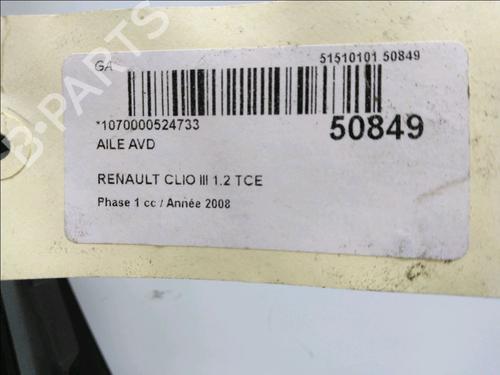 GA
51510101 50849
*1070000524733
50849
AILE AVD
RENAULT CLIO III 1.2 TCE
Phase 1 cc / Année 2008
B-PARTS